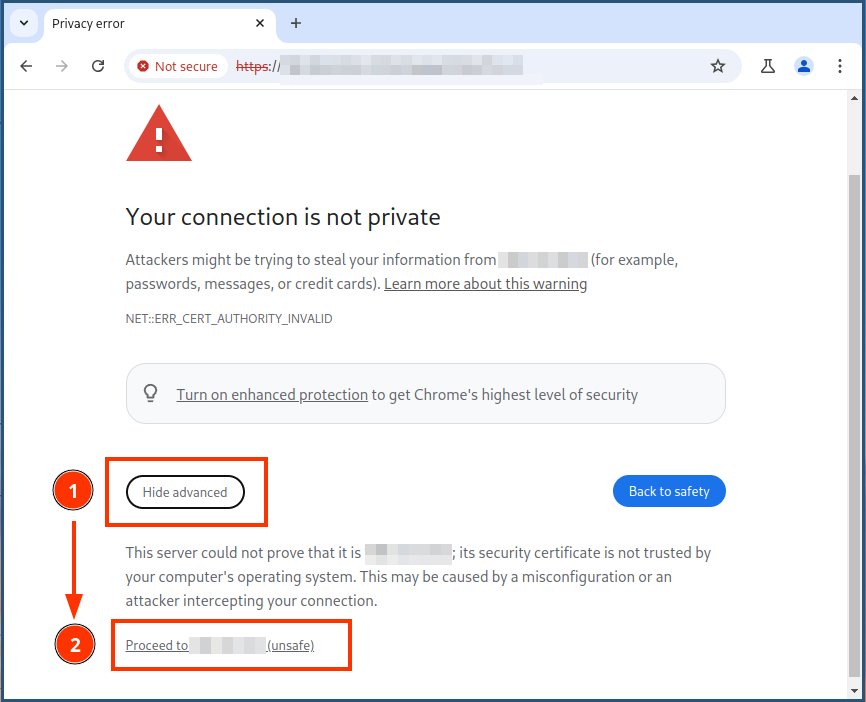 Privacy error
Not secure https://
Your connection is not private
Attackers might be trying to steal your information from (for example,
passwords, messages, or credit cards). Learn more about this warning
NET::ERR_CERT_AUTHORITY_INVALID
Turn on enhanced protection to get Chrome's highest level of security
1
Hide advanced
Back to safety
This server could not prove that it is ; its security certificate is not trusted by
your computer's operating system. This may be caused by a misconfiguration or an
attacker intercepting your connection.
2
Proceed to (unsafe)